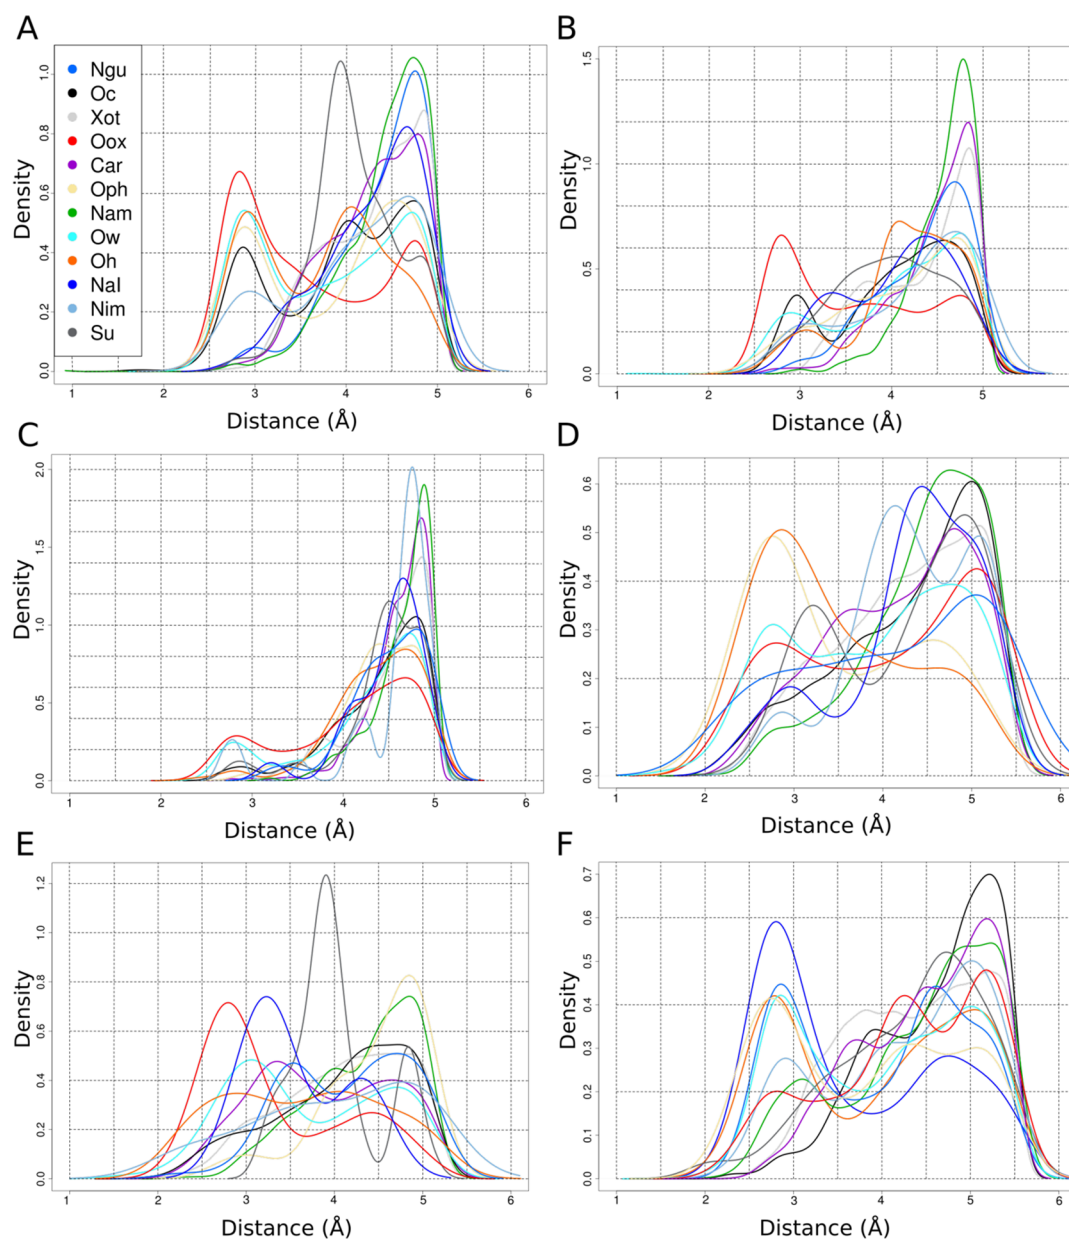 A
Ngu
Oc
Xot
Oox
Car
Oph
Nam
Ow
Oh
NaI
Nim
Su
Density
0.0 0.2 0.4 0.6 0.8 1.0
1 2 3 4 5 6
Distance (Å)
B
Density
0.0 0.5 1.0 1.5
1 2 3 4 5
Distance (Å)
C
Density
0.0 0.5 1.0 1.5 2.0
1 2 3 4 5 6
Distance (Å)
D
Density
0.0 0.1 0.2 0.3 0.4 0.5 0.6
1 2 3 4 5 6
Distance (Å)
E
Density
0.0 0.2 0.4 0.6 0.8 1.0 1.2
1 2 3 4 5 6
Distance (Å)
F
Density
0.0 0.1 0.2 0.3 0.4 0.5 0.6 0.7
1 2 3 4 5 6
Distance (Å)